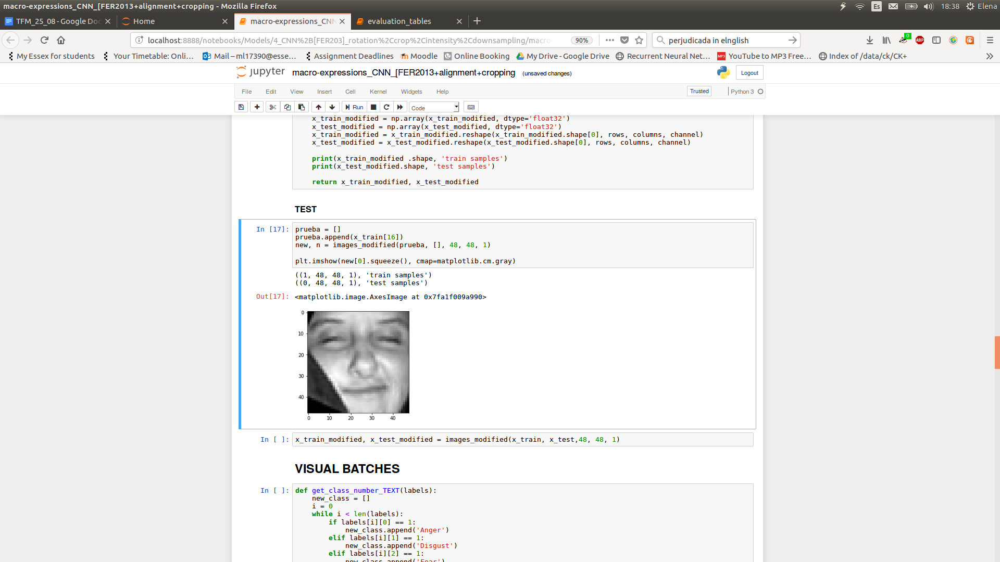 macro-expressions_CNN_[FER2013+alignment+cropping - Mozilla Firefox
Es 18:38 Elena
TFM_25_08 - Google Doc
Home
macro-expressions_CNN
evaluation_tables
localhost:8888/notebooks/Models/4_CNN%2B[FER203]_rotation%2Ccrop%2Cintensity%2Cdownsampling/macro
90%
perjudicada in elnglish
0
ABP
My Essex for students
Your Timetable: Onli...
Mail – ml17390@esse...
Assignment Deadlines
Moodle
Online Booking
My Drive - Google Drive
Recurrent Neural Net...
MP3
YouTube to MP3 Free...
Index of /data/ck/CK+
jupyter macro-expressions_CNN_[FER2013+alignment+cropping (unsaved changes)
Logout
File Edit View Insert Cell Kernel Widgets Help
Trusted
Python 3
Run
Code
x_train_modified = np.array(x_train_modified, dtype='float32')
x_test_modified = np.array(x_test_modified, dtype='float32')
x_train_modified = x_train_modified.reshape(x_train_modified.shape[0], rows, columns, channel)
x_test_modified = x_test_modified.reshape(x_test_modified.shape[0], rows, columns, channel)
print(x_train_modified .shape, 'train samples')
print(x_test_modified.shape, 'test samples')
return x_train_modified, x_test_modified
TEST
In [17]: prueba = []
prueba.append(x_train[16])
new, n = images_modified(prueba, [], 48, 48, 1)
plt.imshow(new[0].squeeze(), cmap=matplotlib.cm.gray)
((1, 48, 48, 1), 'train samples')
((0, 48, 48, 1), 'test samples')
Out[17]: <matplotlib.image.AxesImage at 0x7fa1f009a990>
0
10
20
30
40
0 10 20 30 40
In [ ]: x_train_modified, x_test_modified = images_modified(x_train, x_test,48, 48, 1)
VISUAL BATCHES
In [ ]: def get_class_number_TEXT(labels):
new_class = []
i = 0
while i < len(labels):
if labels[i][0] == 1:
new_class.append('Anger')
elif labels[i][1] == 1:
new_class.append('Disgust')
elif labels[i][2] == 1:
new_class.append('Fear')